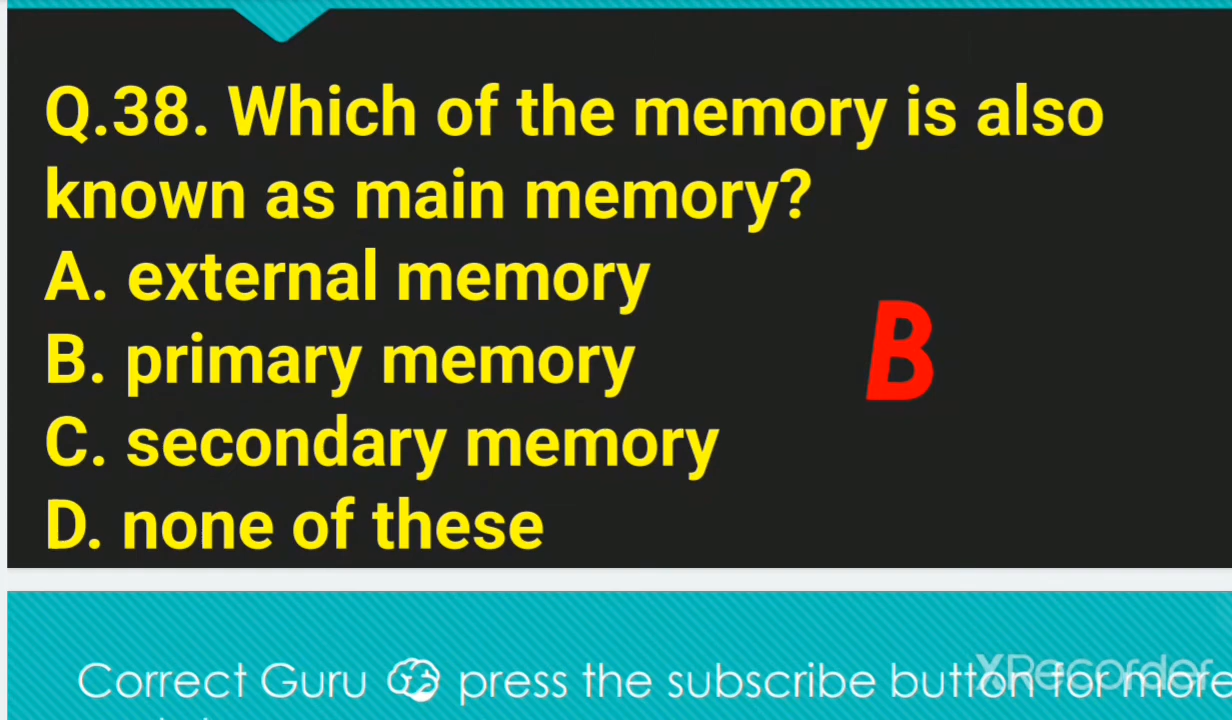 Q.38. Which of the memory is also
known as main memory?
A. external memory
B. primary memory
B
C. secondary memory
D. none of these
Correct Guru press the subscribe button for more
XRecorder